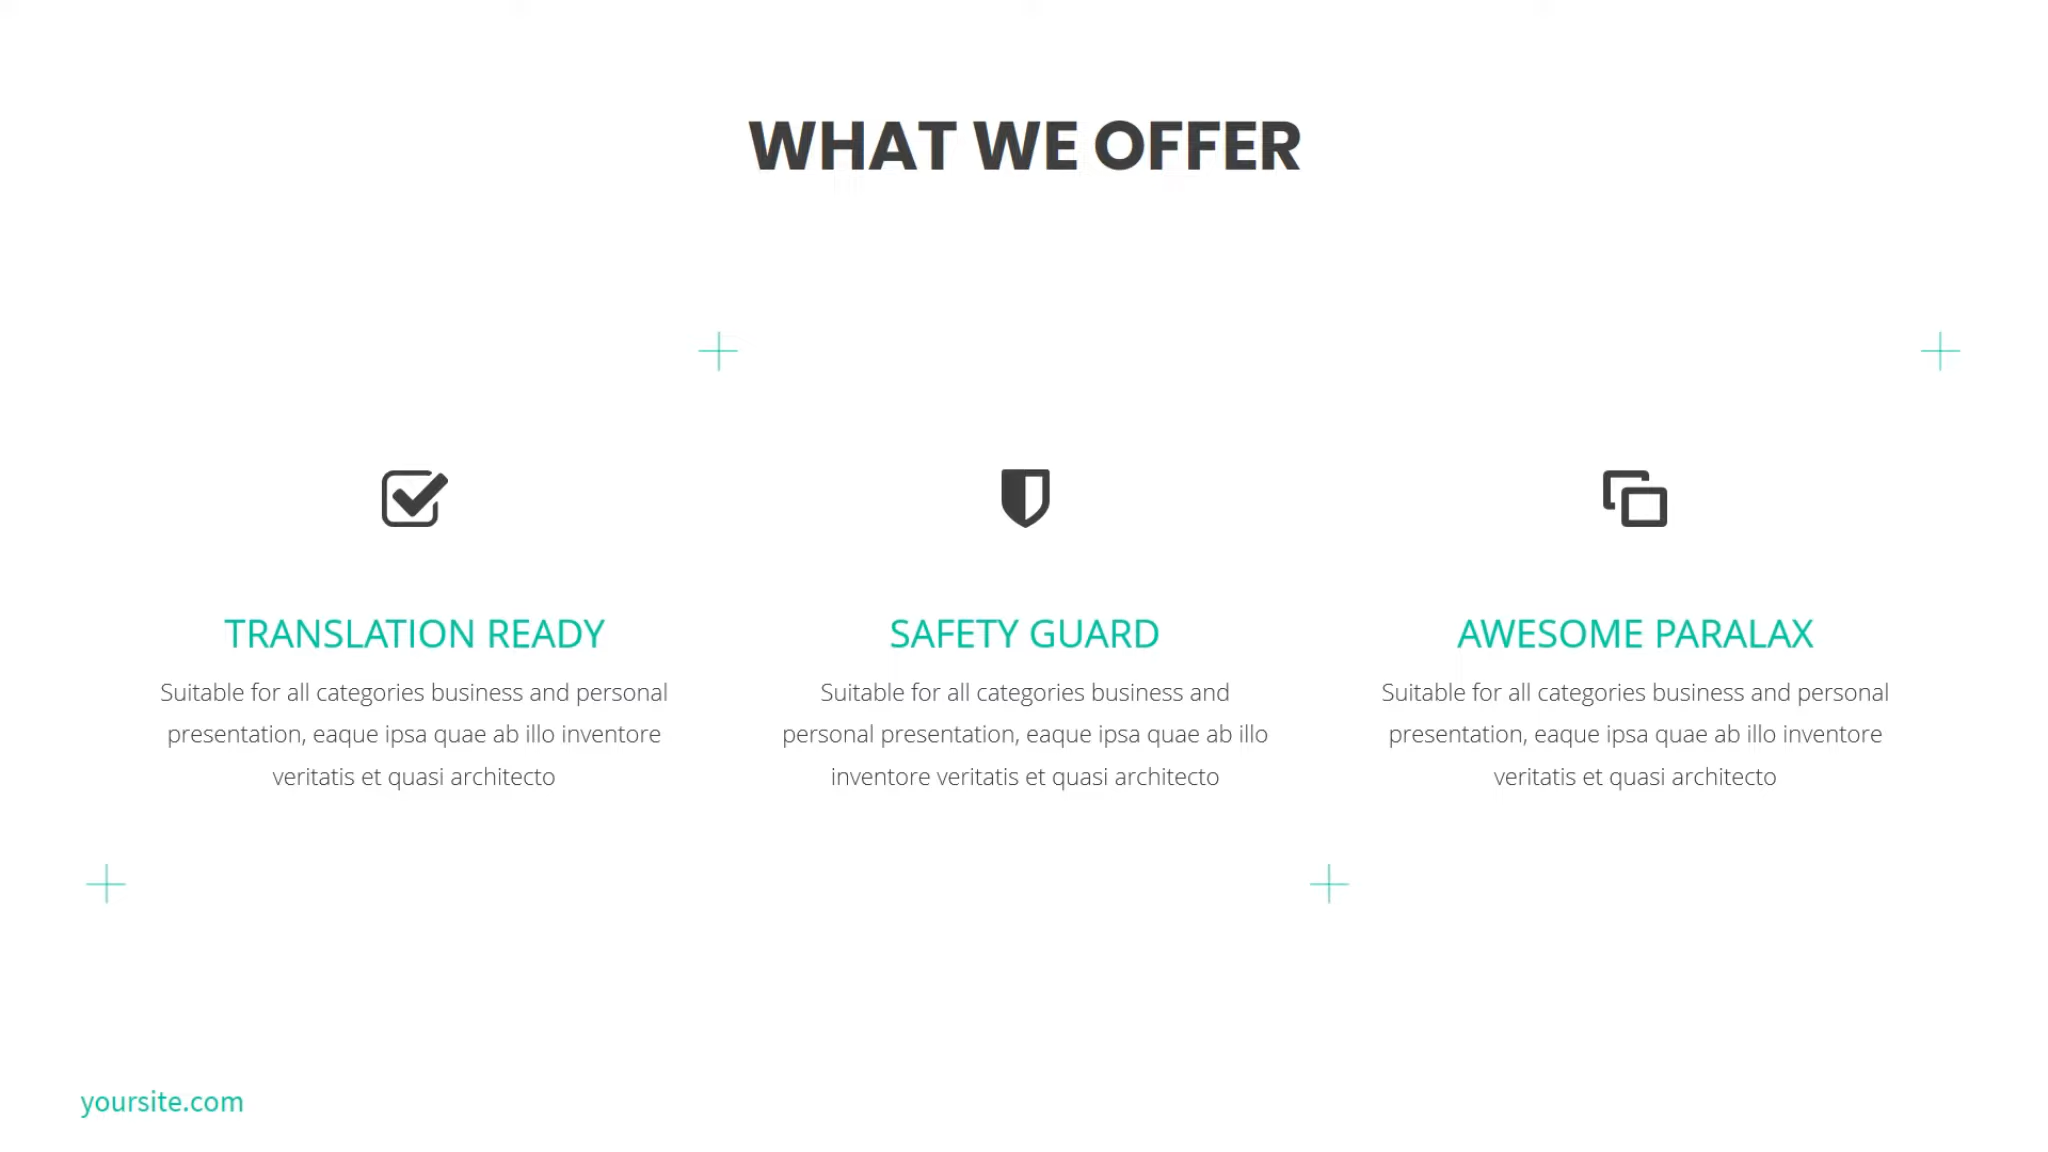 WHAT WE OFFER
TRANSLATION READY
Suitable for all categories business and personal
presentation, eaque ipsa quae ab illo inventore
veritatis et quasi architecto
SAFETY GUARD
Suitable for all categories business and
personal presentation, eaque ipsa quae ab illo
inventore veritatis et quasi architecto
AWESOME PARALAX
Suitable for all categories business and personal
presentation, eaque ipsa quae ab illo inventore
veritatis et quasi architecto
yoursite.com